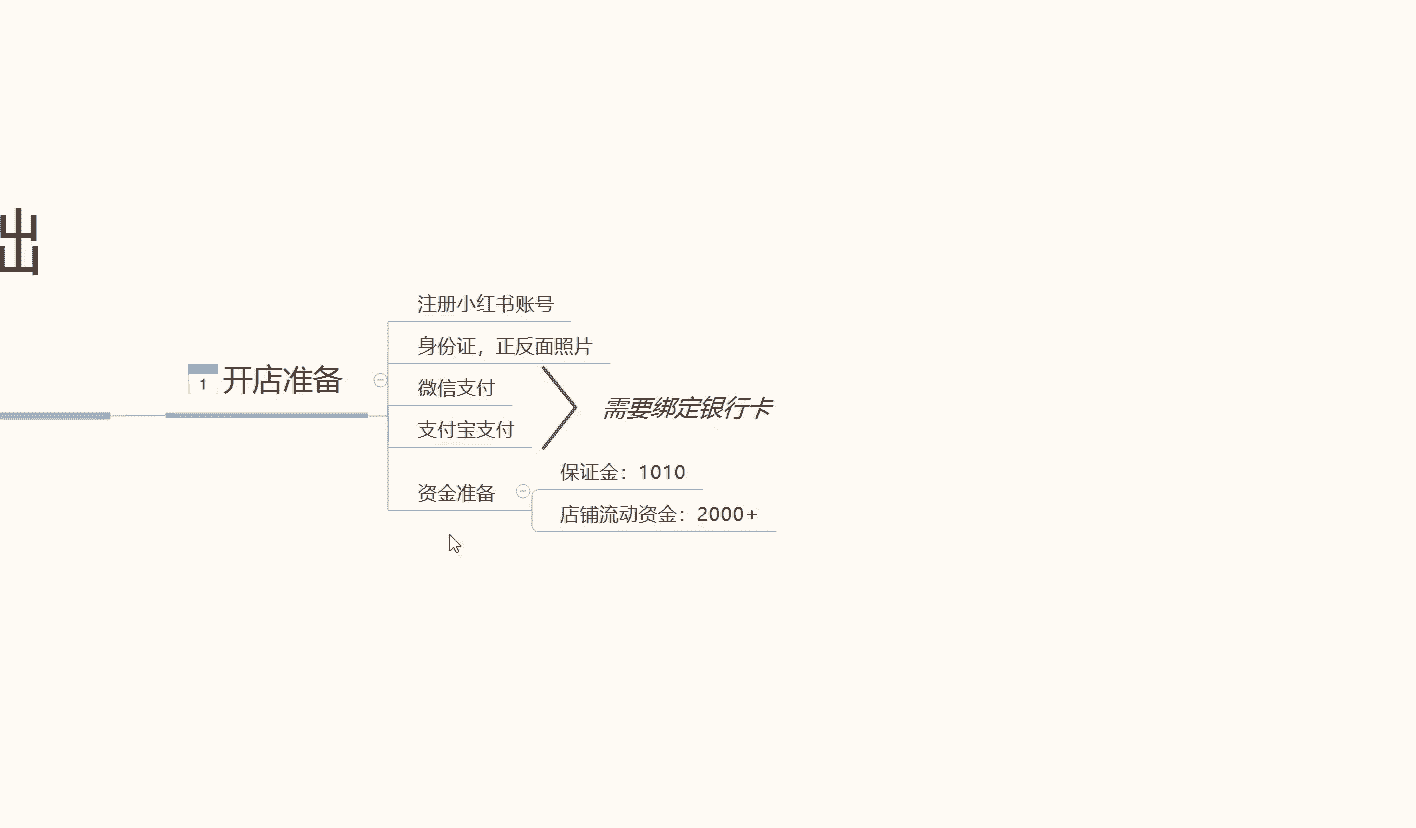 出
1
开店准备
注册小红书账号
身份证，正反面照片
微信支付
支付宝支付
需要绑定银行卡
资金准备
保证金：1010
店铺流动资金：2000+